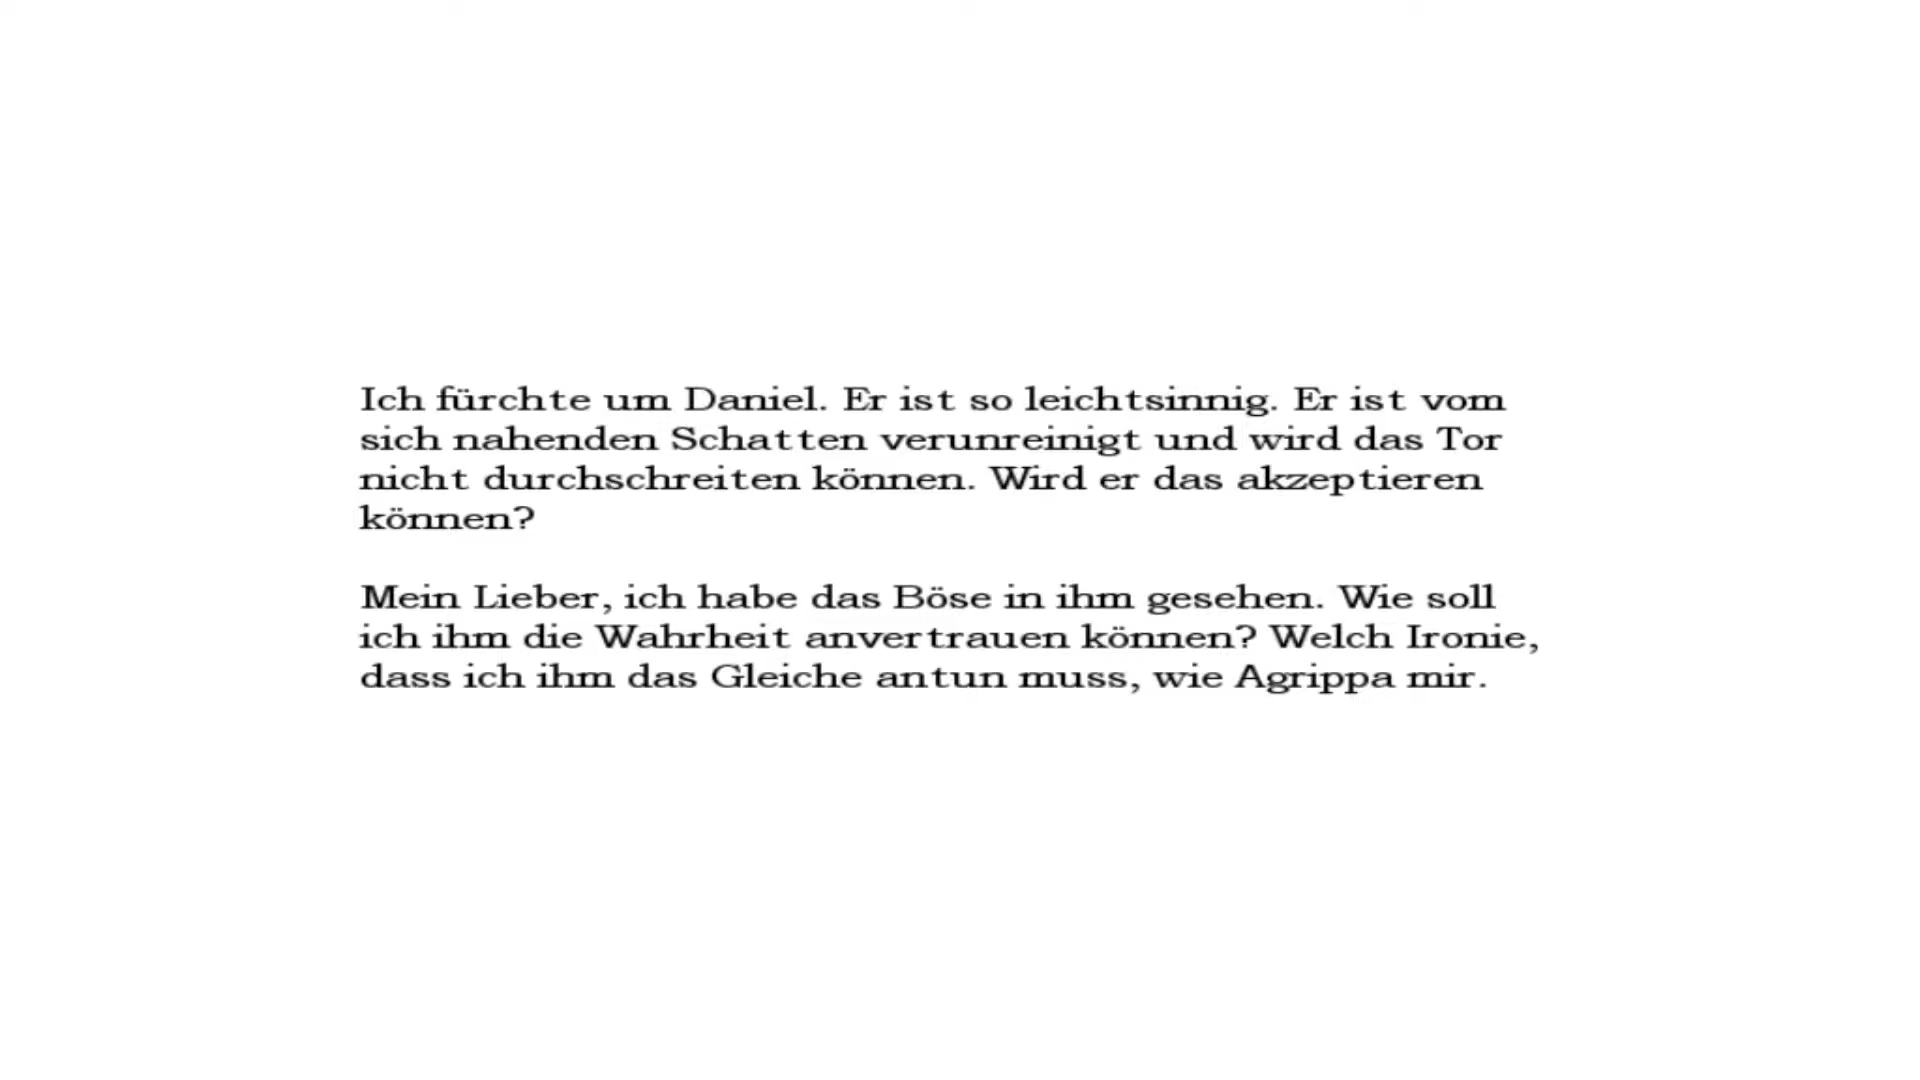 Ich fürchte um Daniel. Er ist so leichtsinnig. Er ist vom
sich nahenden Schatten verunreinigt und wird das Tor
nicht durchschreiten können. Wird er das akzeptieren
können?
Mein Lieber, ich habe das Böse in ihm gesehen. Wie soll
ich ihm die Wahrheit anvertrauen können? Welch Ironie,
dass ich ihm das Gleiche antun muss, wie Agrippa mir.